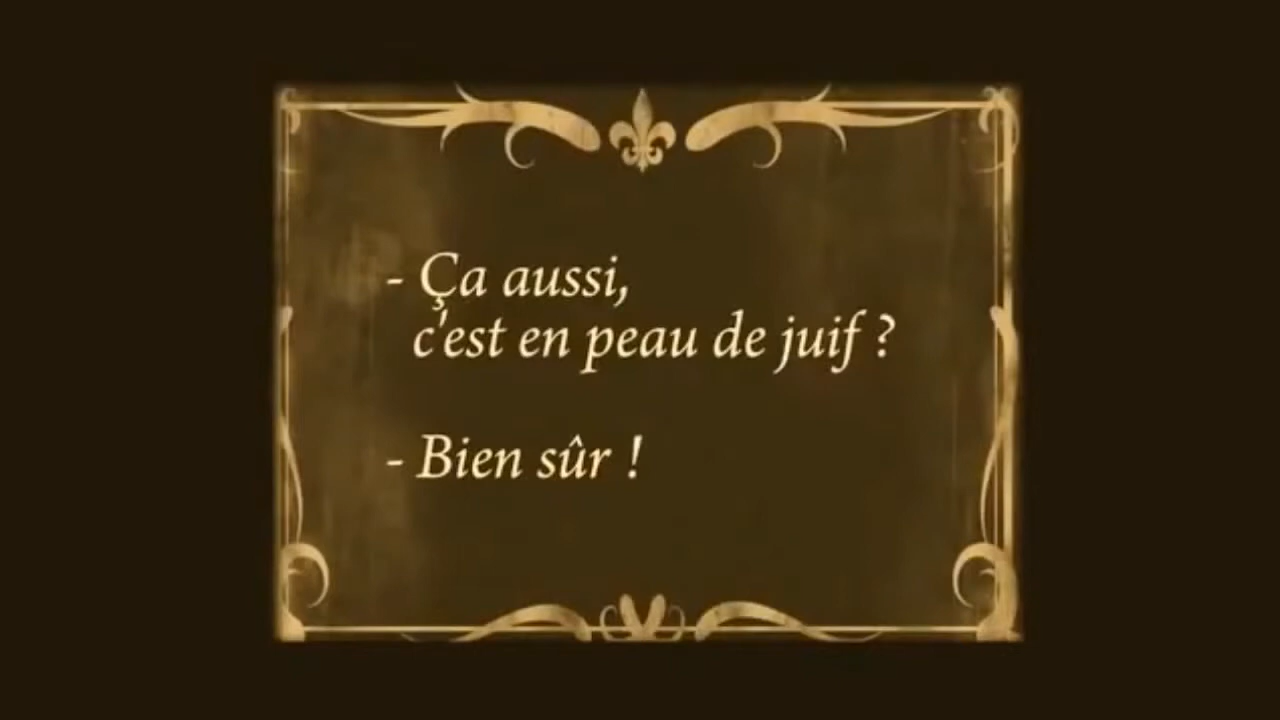 - Ça aussi,
c'est en peau de juif ?
- Bien sûr !